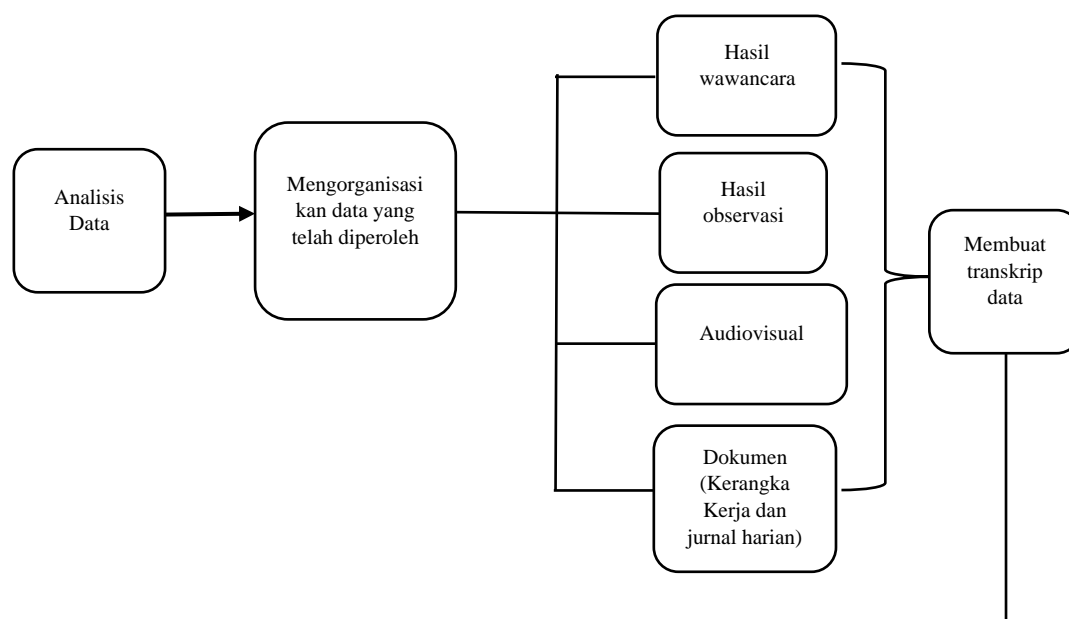 Analisis
Data
Mengorganisasi
kan data yang
telah diperoleh
Hasil
wawancara
Hasil
observasi
Audiovisual
Dokumen
(Kerangka
Kerja dan
jurnal harian)
Membuat
transkrip
data